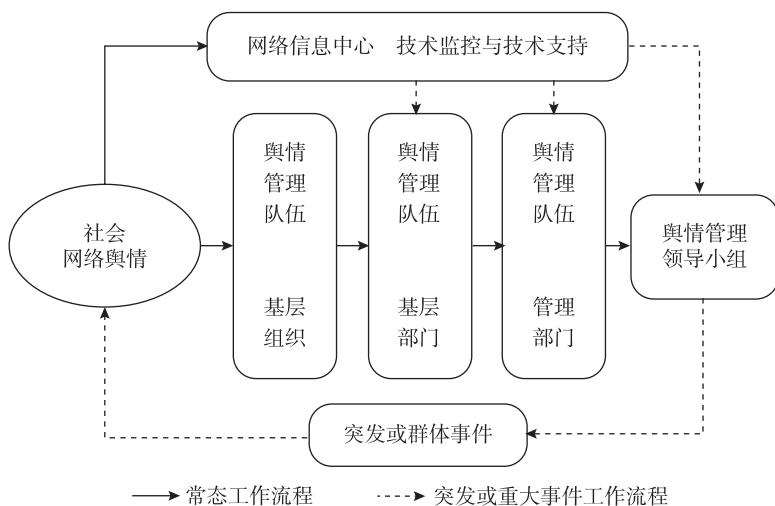 网络信息中心　技术监控与技术支持
舆情
管理
队伍
基层
组织
舆情
管理
队伍
基层
部门
舆情
管理
队伍
管理
部门
社会
网络舆情
舆情管理
领导小组
突发或群体事件
常态工作流程
突发或重大事件工作流程